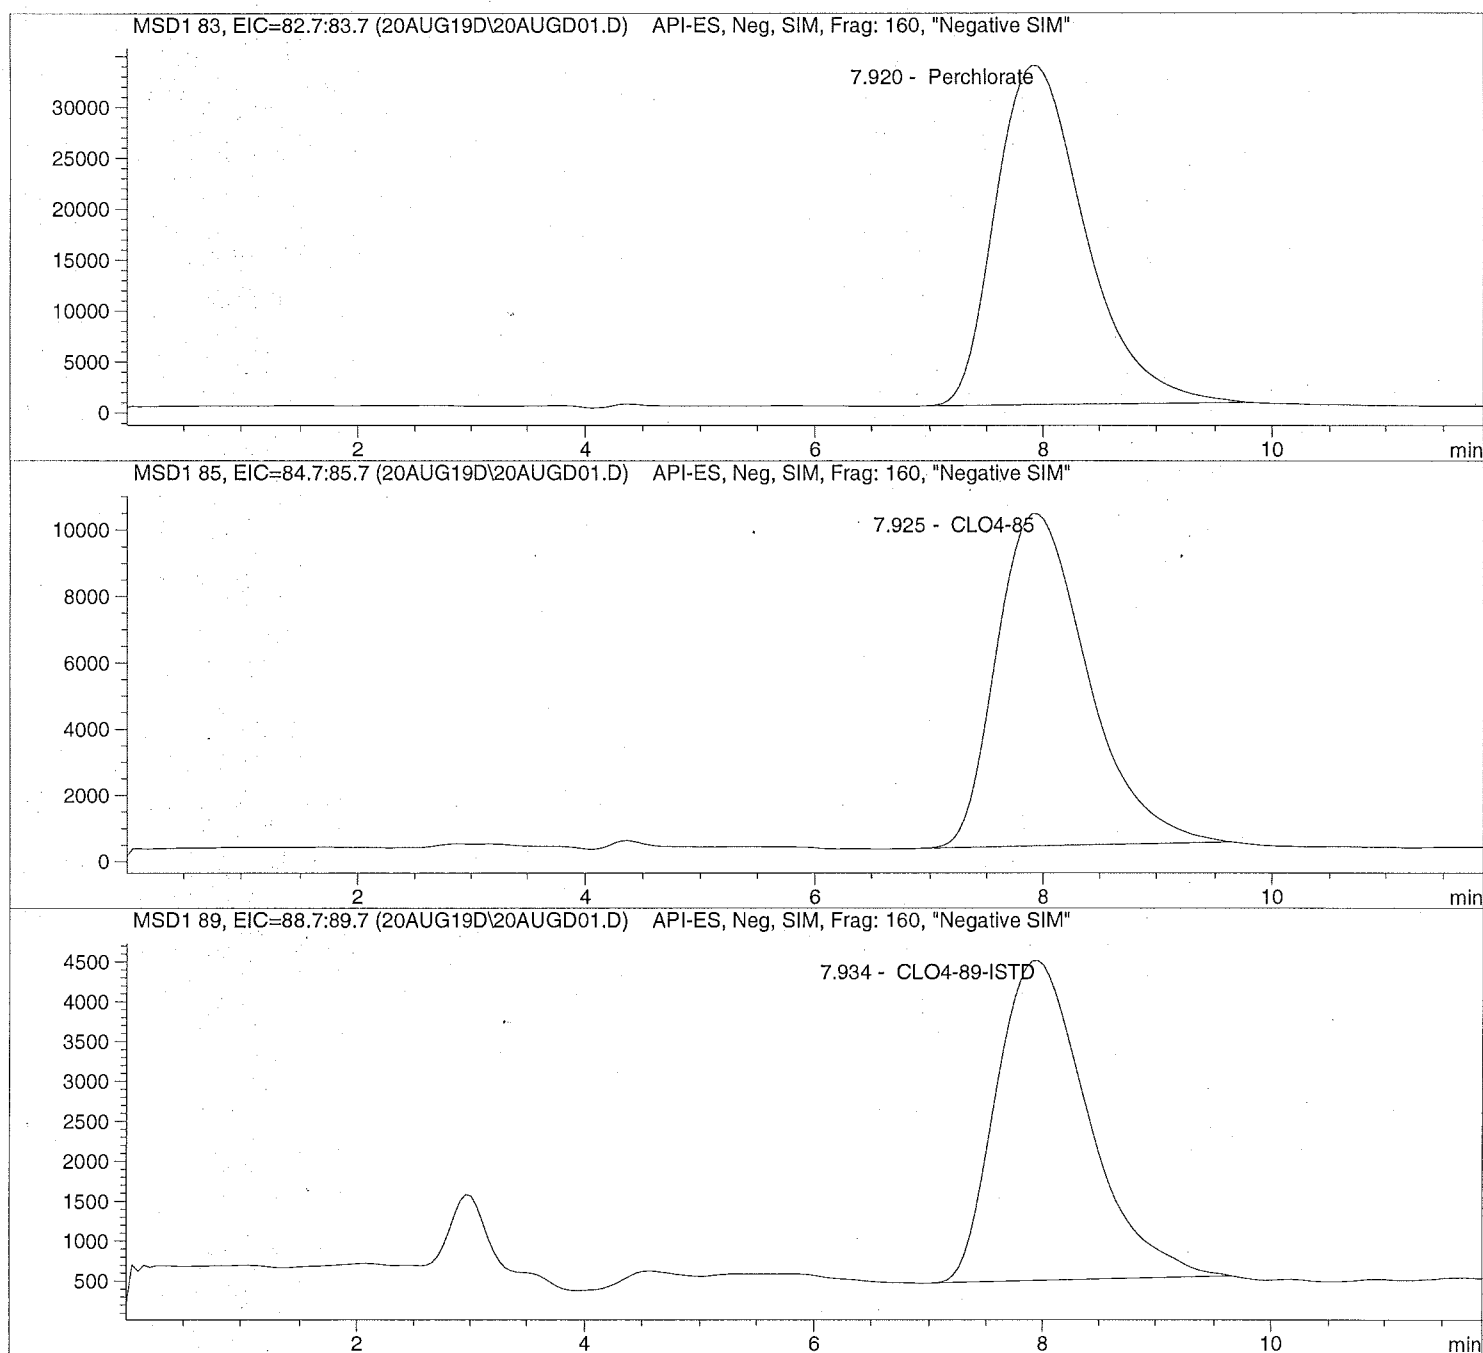 MSD1 83, EIC=82.7:83.7 (20AUG19D\20AUGD01.D) API-ES, Neg, SIM, Frag: 160, "Negative SIM"
7.920 - Perchlorate
30000
25000
20000
15000
10000
5000
0
2 4 6 8 10 min
MSD1 85, EIC=84.7:85.7 (20AUG19D\20AUGD01.D) API-ES, Neg, SIM, Frag: 160, "Negative SIM"
7.925 - CLO4-85
10000
8000
6000
4000
2000
0
2 4 6 8 10 min
MSD1 89, EIC=88.7:89.7 (20AUG19D\20AUGD01.D) API-ES, Neg, SIM, Frag: 160, "Negative SIM"
7.934 - CLO4-89-ISTD
4500
4000
3500
3000
2500
2000
1500
1000
500
2 4 6 8 10 min